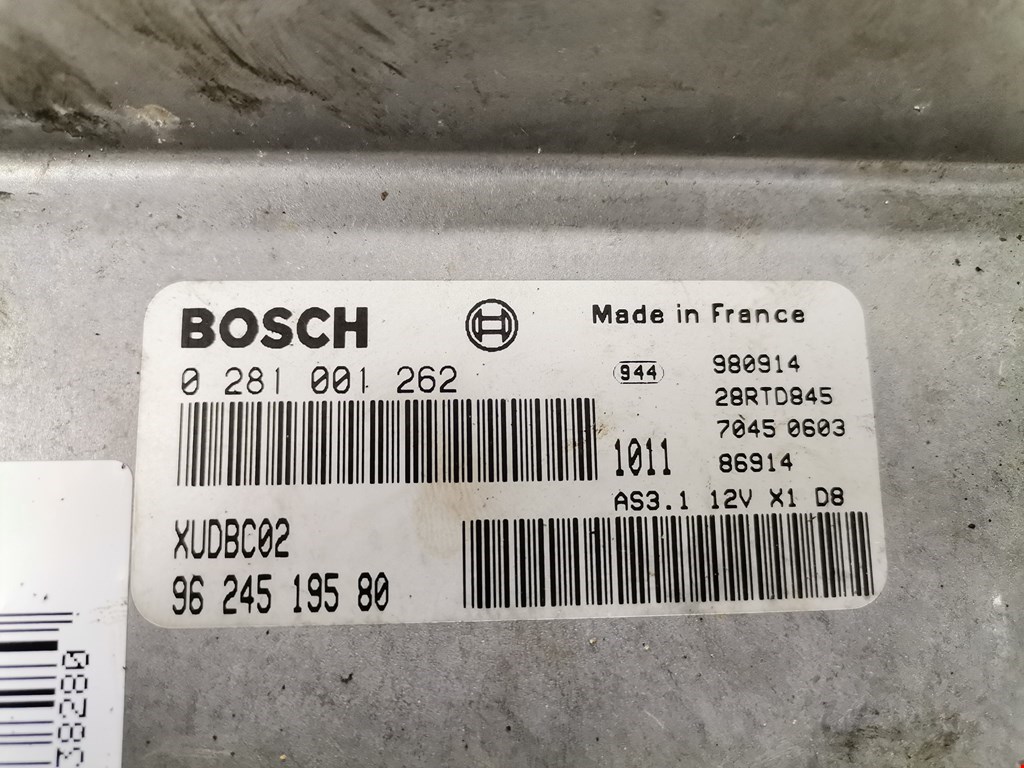 BOSCH
Made in France
0 281 001 262
944
980914
28RTD845
7045 0603
1011
86914
AS3.1 12V X1 D8
XUDBC02
96 245 195 80
38280